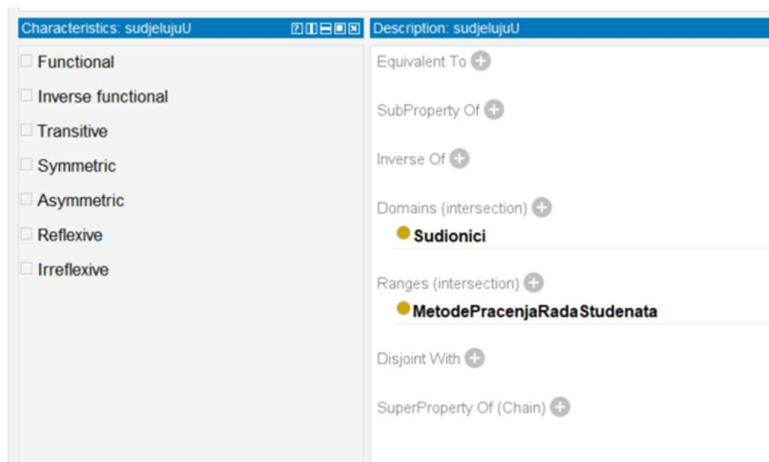 Characteristics: sudjelujuU
Functional
Inverse functional
Transitive
Symmetric
Asymmetric
Reflexive
Irreflexive
Description: sudjelujuU
Equivalent To
SubProperty Of
Inverse Of
Domains (intersection)
Sudionici
Ranges (intersection)
MetodePracenjaRadaStudenata
Disjoint With
SuperProperty Of (Chain)